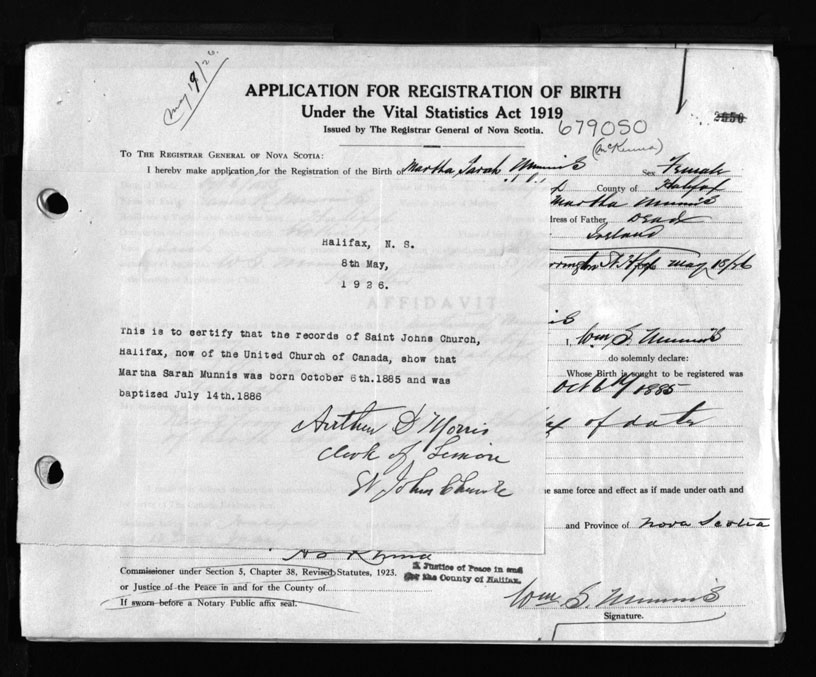 May 19/26
APPLICATION FOR REGISTRATION OF BIRTH
Under the Vital Statistics Act 1919
Issued by The Registrar General of Nova Scotia.
679050
(McKenna)
TO THE REGISTRAR GENERAL OF NOVA SCOTIA:
I hereby make application for the Registration of the Birth of Martha Sarah Munnis Sex Female
County of Halifax
Martha Munnis
dress of Father, Dead
Ireland
May 18/26
Halifax, N. S.
8th May,
1926.
AFFIDAVIT
This is to certify that the records of Saint Johns Church,
Halifax, now of the United Church of Canada, show that
Martha Sarah Munnis was born October 6th.1885 and was
baptized July 14th.1886
Arthur D Morris
Clerk of Session
St Johns Church
I, Wm S. Munnis
do solemnly declare:
Whose Birth is sought to be registered was
Oct 6th/1885
of date
e same force and effect as if made under oath and
and Province of Nova Scotia
Commissioner under Section 5, Chapter 38, Revised Statutes, 1923.
A Justice of Peace in and
for the County of Halifax.
or Justice of the Peace in and for the County of
If sworn before a Notary Public affix seal.
Wm. S. Munnis
Signature.